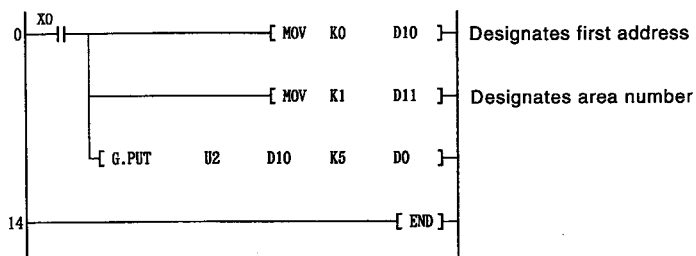 X0
0 [ MOV K0 D10 ] Designates first address
[ MOV K1 D11 ] Designates area number
[ G.PUT U2 D10 K5 D0 ]
14 [ END ]